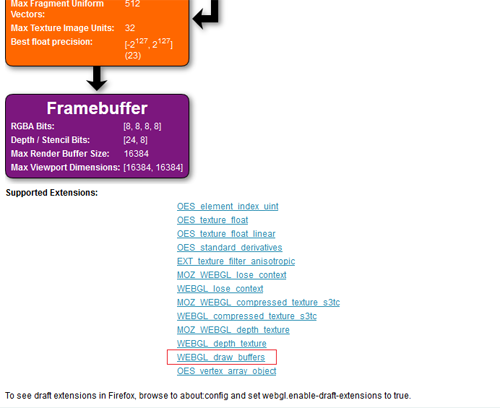 Max Fragment Uniform 512
Vectors:
Max Texture Image Units: 32
Best float precision: [-2^127, 2^127]
(23)
Framebuffer
RGBA Bits: [8, 8, 8, 8]
Depth / Stencil Bits: [24, 8]
Max Render Buffer Size: 16384
Max Viewport Dimensions: [16384, 16384]
Supported Extensions:
OES_element_index_uint
OES_texture_float
OES_texture_float_linear
OES_standard_derivatives
EXT_texture_filter_anisotropic
MOZ_WEBGL_lose_context
WEBGL_lose_context
MOZ_WEBGL_compressed_texture_s3tc
WEBGL_compressed_texture_s3tc
MOZ_WEBGL_depth_texture
WEBGL_depth_texture
WEBGL_draw_buffers
OES_vertex_array_object
To see draft extensions in Firefox, browse to about:config and set webgl.enable-draft-extensions to true.